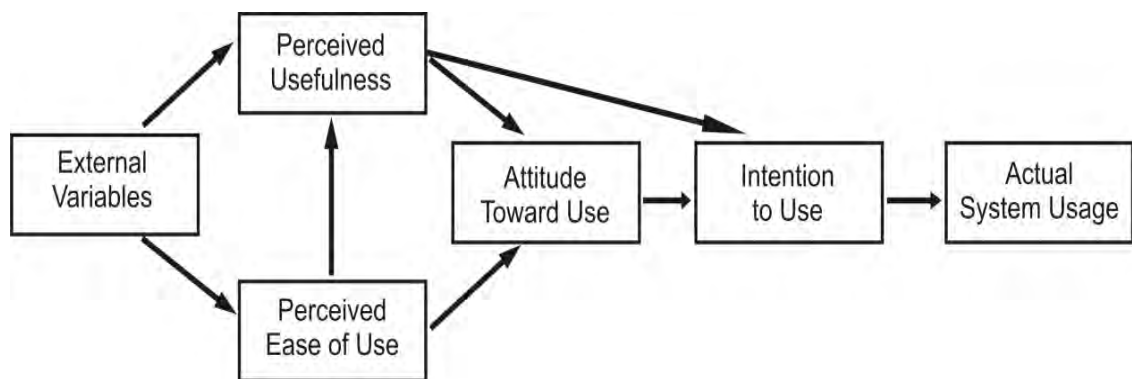 Perceived
Usefulness
External
Variables
Attitude
Toward Use
Intention
to Use
Actual
System Usage
Perceived
Ease of Use